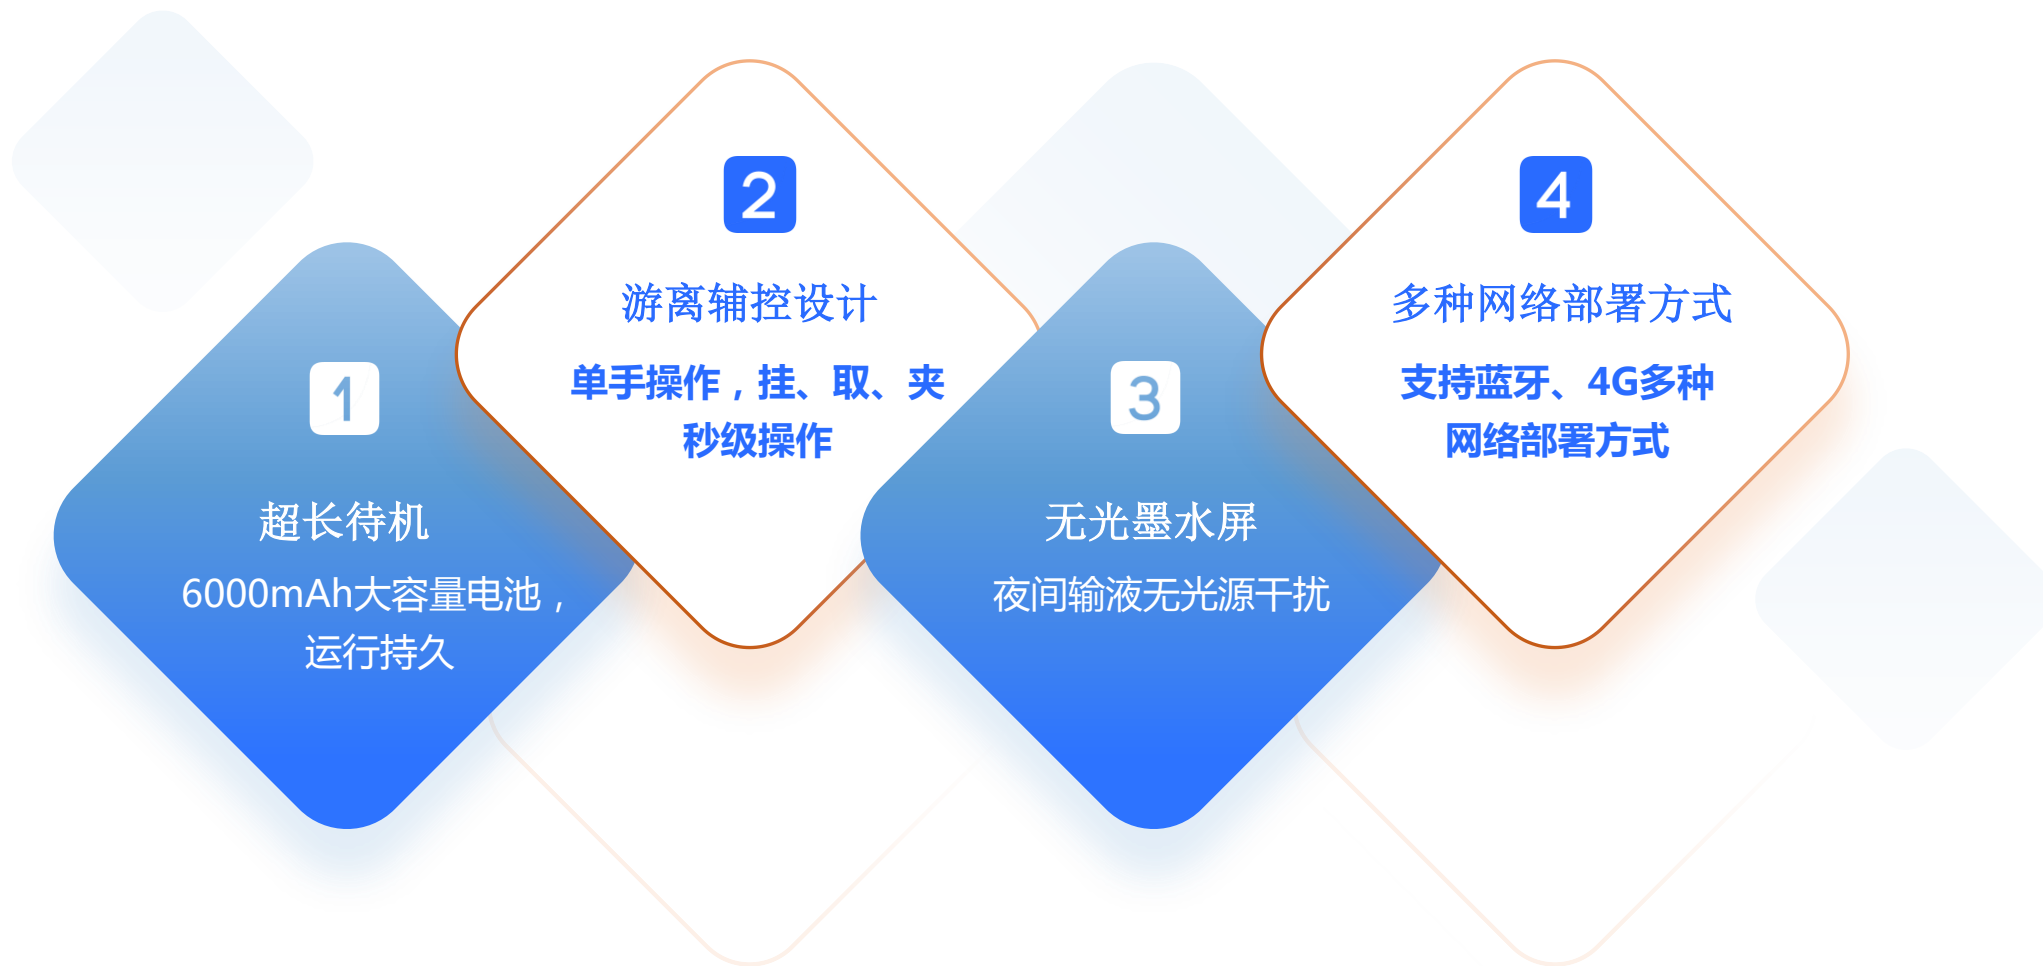 1
超长待机
6000mAh大容量电池，
运行持久
2
游离辅控设计
单手操作，挂、取、夹
秒级操作
3
无光墨水屏
夜间输液无光源干扰
4
多种网络部署方式
支持蓝牙、4G多种
网络部署方式